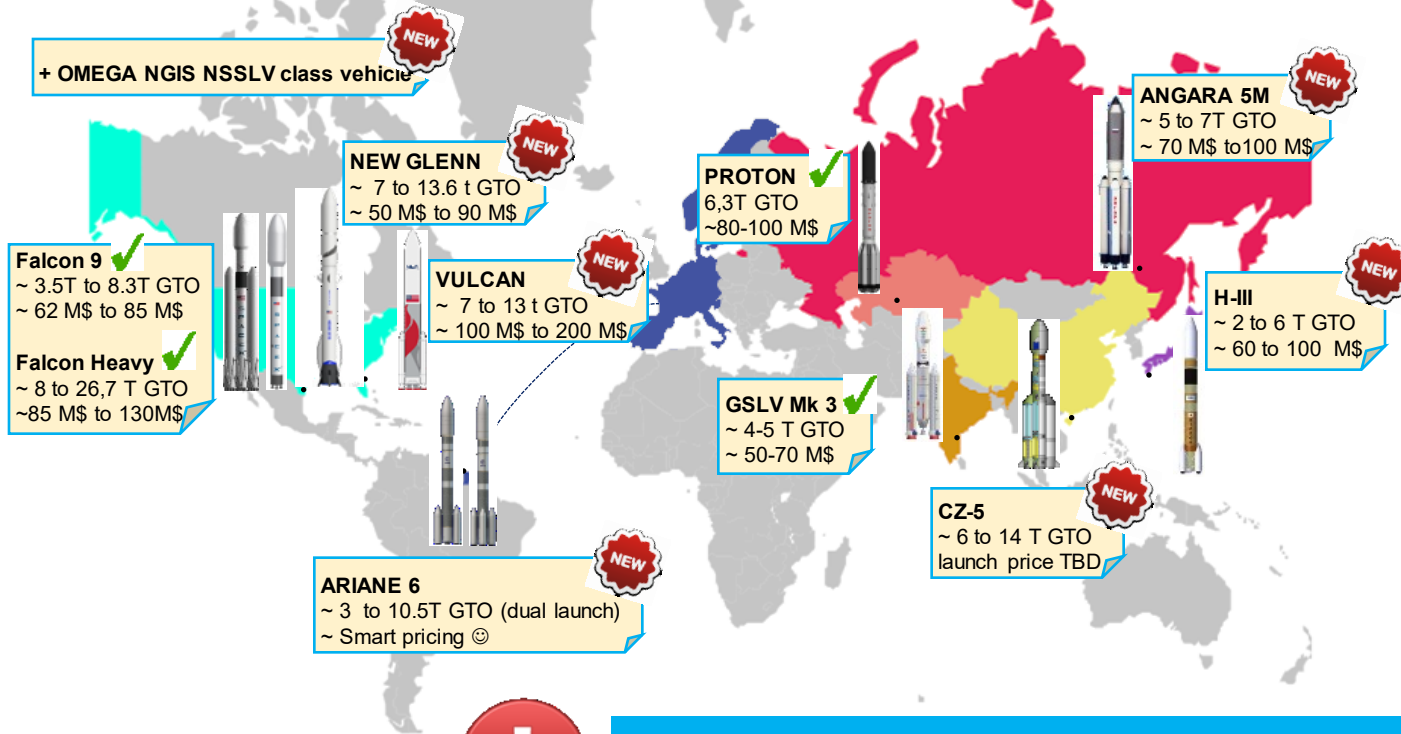 + OMEGA NGIS NSSLV class vehicle
NEW
NEW GLENN
~ 7 to 13.6 t GTO
~ 50 M$ to 90 M$
NEW
Falcon 9
~ 3.5T to 8.3T GTO
~ 62 M$ to 85 M$
Falcon Heavy
~ 8 to 26,7 T GTO
~85 M$ to 130M$
VULCAN
~ 7 to 13 t GTO
~ 100 M$ to 200 M$
NEW
PROTON
6,3T GTO
~80-100 M$
ANGARA 5M
~ 5 to 7T GTO
~ 70 M$ to100 M$
NEW
H-III
~ 2 to 6 T GTO
~ 60 to 100 M$
NEW
GSLV Mk 3
~ 4-5 T GTO
~ 50-70 M$
CZ-5
~ 6 to 14 T GTO
launch price TBD
NEW
ARIANE 6
~ 3 to 10.5T GTO (dual launch)
~ Smart pricing ☺
NEW